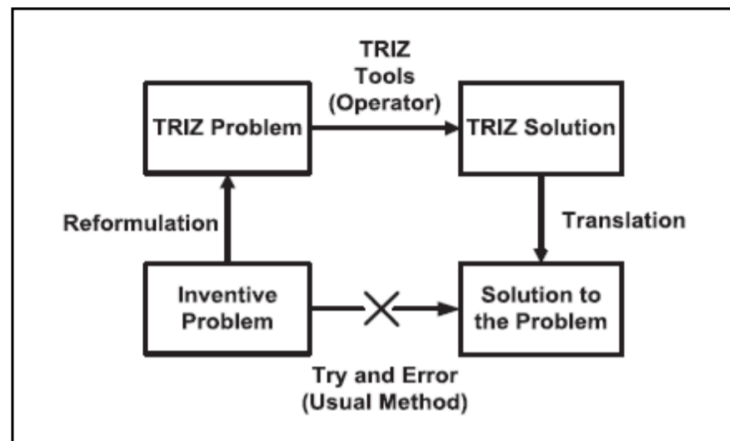 TRIZ
Tools
(Operator)
TRIZ Problem
TRIZ Solution
Reformulation
Translation
Inventive
Problem
Solution to
the Problem
Try and Error
(Usual Method)